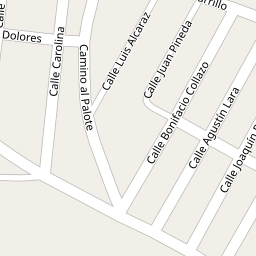 Dolores
Calle Carolina
Camino al Palote
Calle Luis Alcaraz
Calle Juan Pineda
Calle Bonifacio Collazo
Calle Agustín Lara
Calle Joaquin